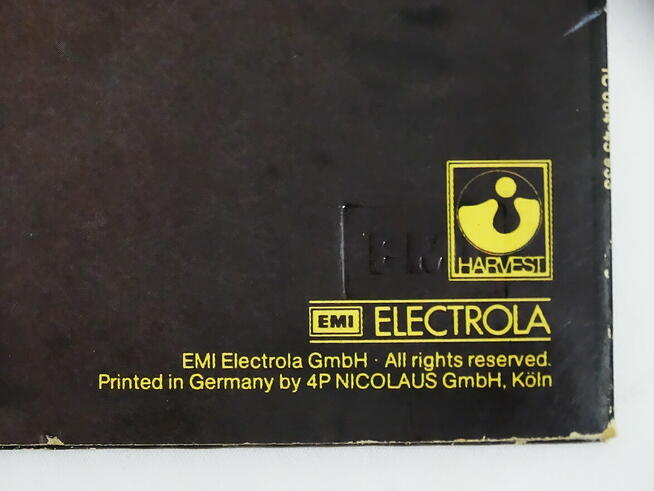 HARVEST
EMI ELECTROLA
EMI Electrola GmbH · All rights reserved.
Printed in Germany by 4P NICOLAUS GmbH, Köln